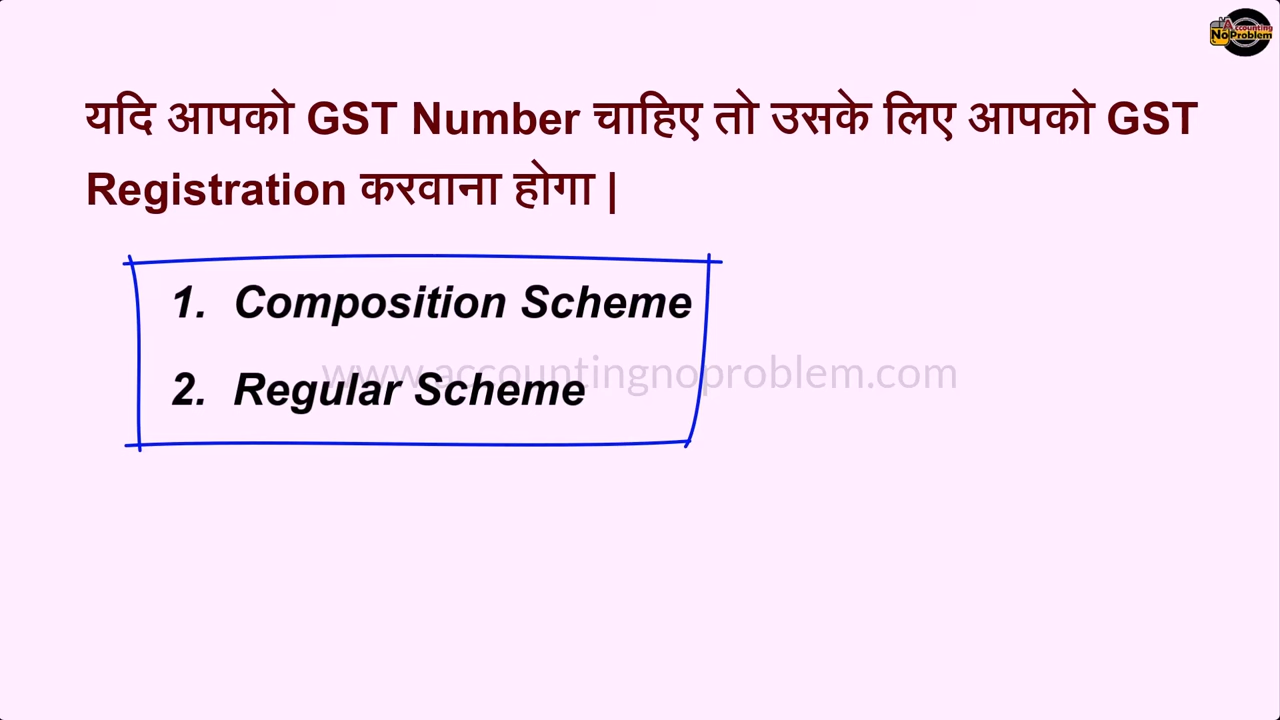 Accounting
NoProblem
यदि आपको GST Number चाहिए तो उसके लिए आपको GST
Registration करवाना होगा |
1. Composition Scheme
www.accountingnoproblem.com
2. Regular Scheme